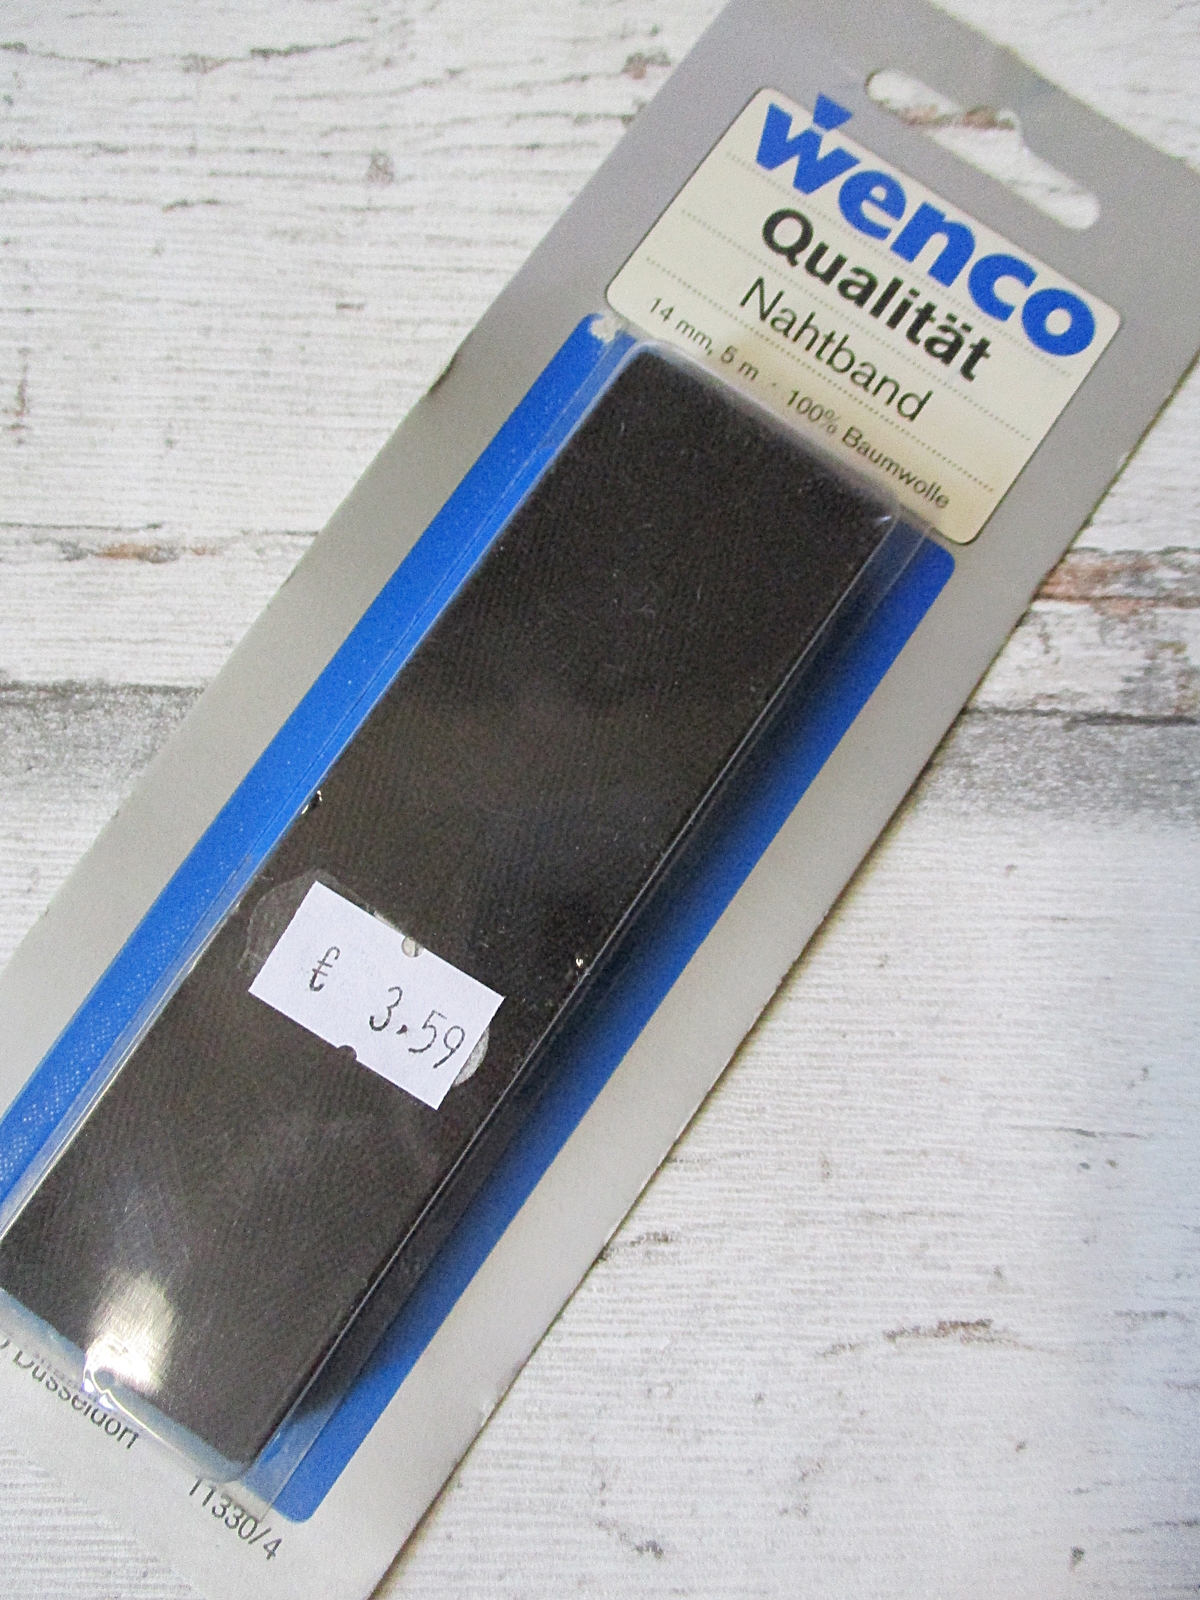 wenco
Qualität
Nahtband
14 mm, 5 m · 100% Baumwolle
€ 3.59
Düsseldorf
11330/4